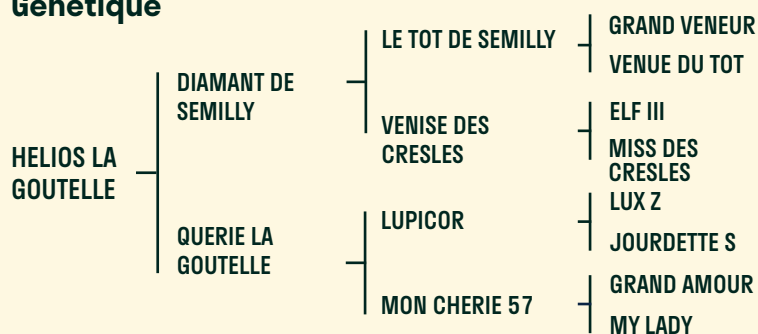 Génétique
HELIOS LA
GOUTELLE
DIAMANT DE
SEMILLY
QUERIE LA
GOUTELLE
LE TOT DE SEMILLY
VENISE DES
CRESLES
LUPICOR
MON CHERIE 57
GRAND VENEUR
VENUE DU TOT
ELF III
MISS DES
CRESLES
LUX Z
JOURDETTE S
GRAND AMOUR
MY LADY